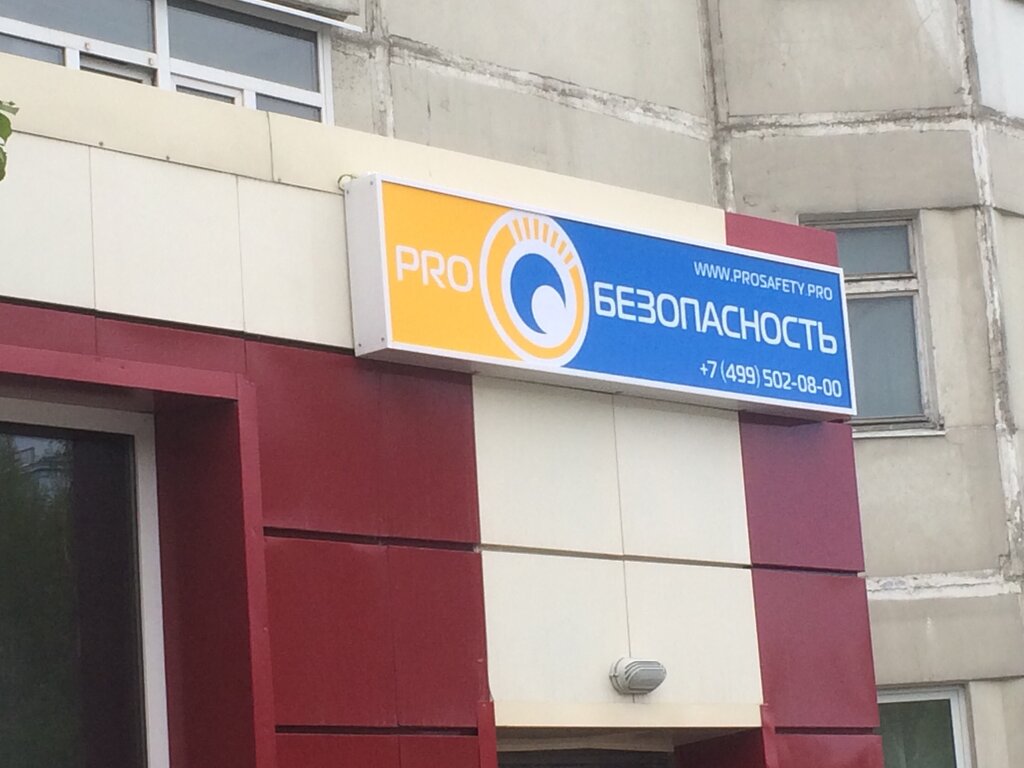 PRO
WWW.PROSAFETY.PRO
БЕЗОПАСНОСТЬ
+7 (499) 502-08-00